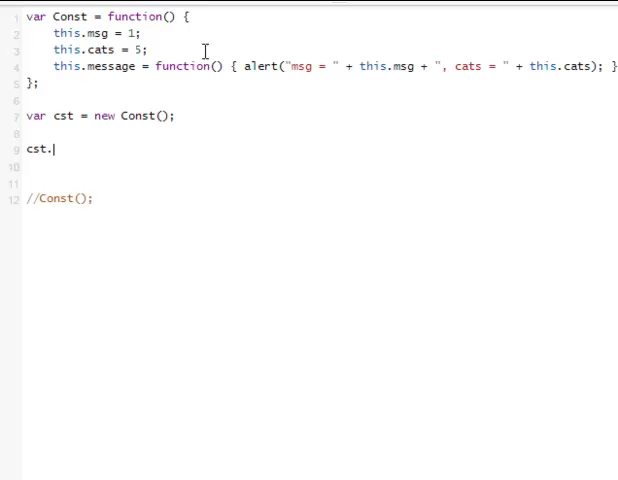 1 var Const = function() {
2 this.msg = 1;
3 this.cats = 5;
4 this.message = function() { alert("msg = " + this.msg + ", cats = " + this.cats); }
5 };
6
7 var cst = new Const();
8
9 cst.
10
11
12 //Const();